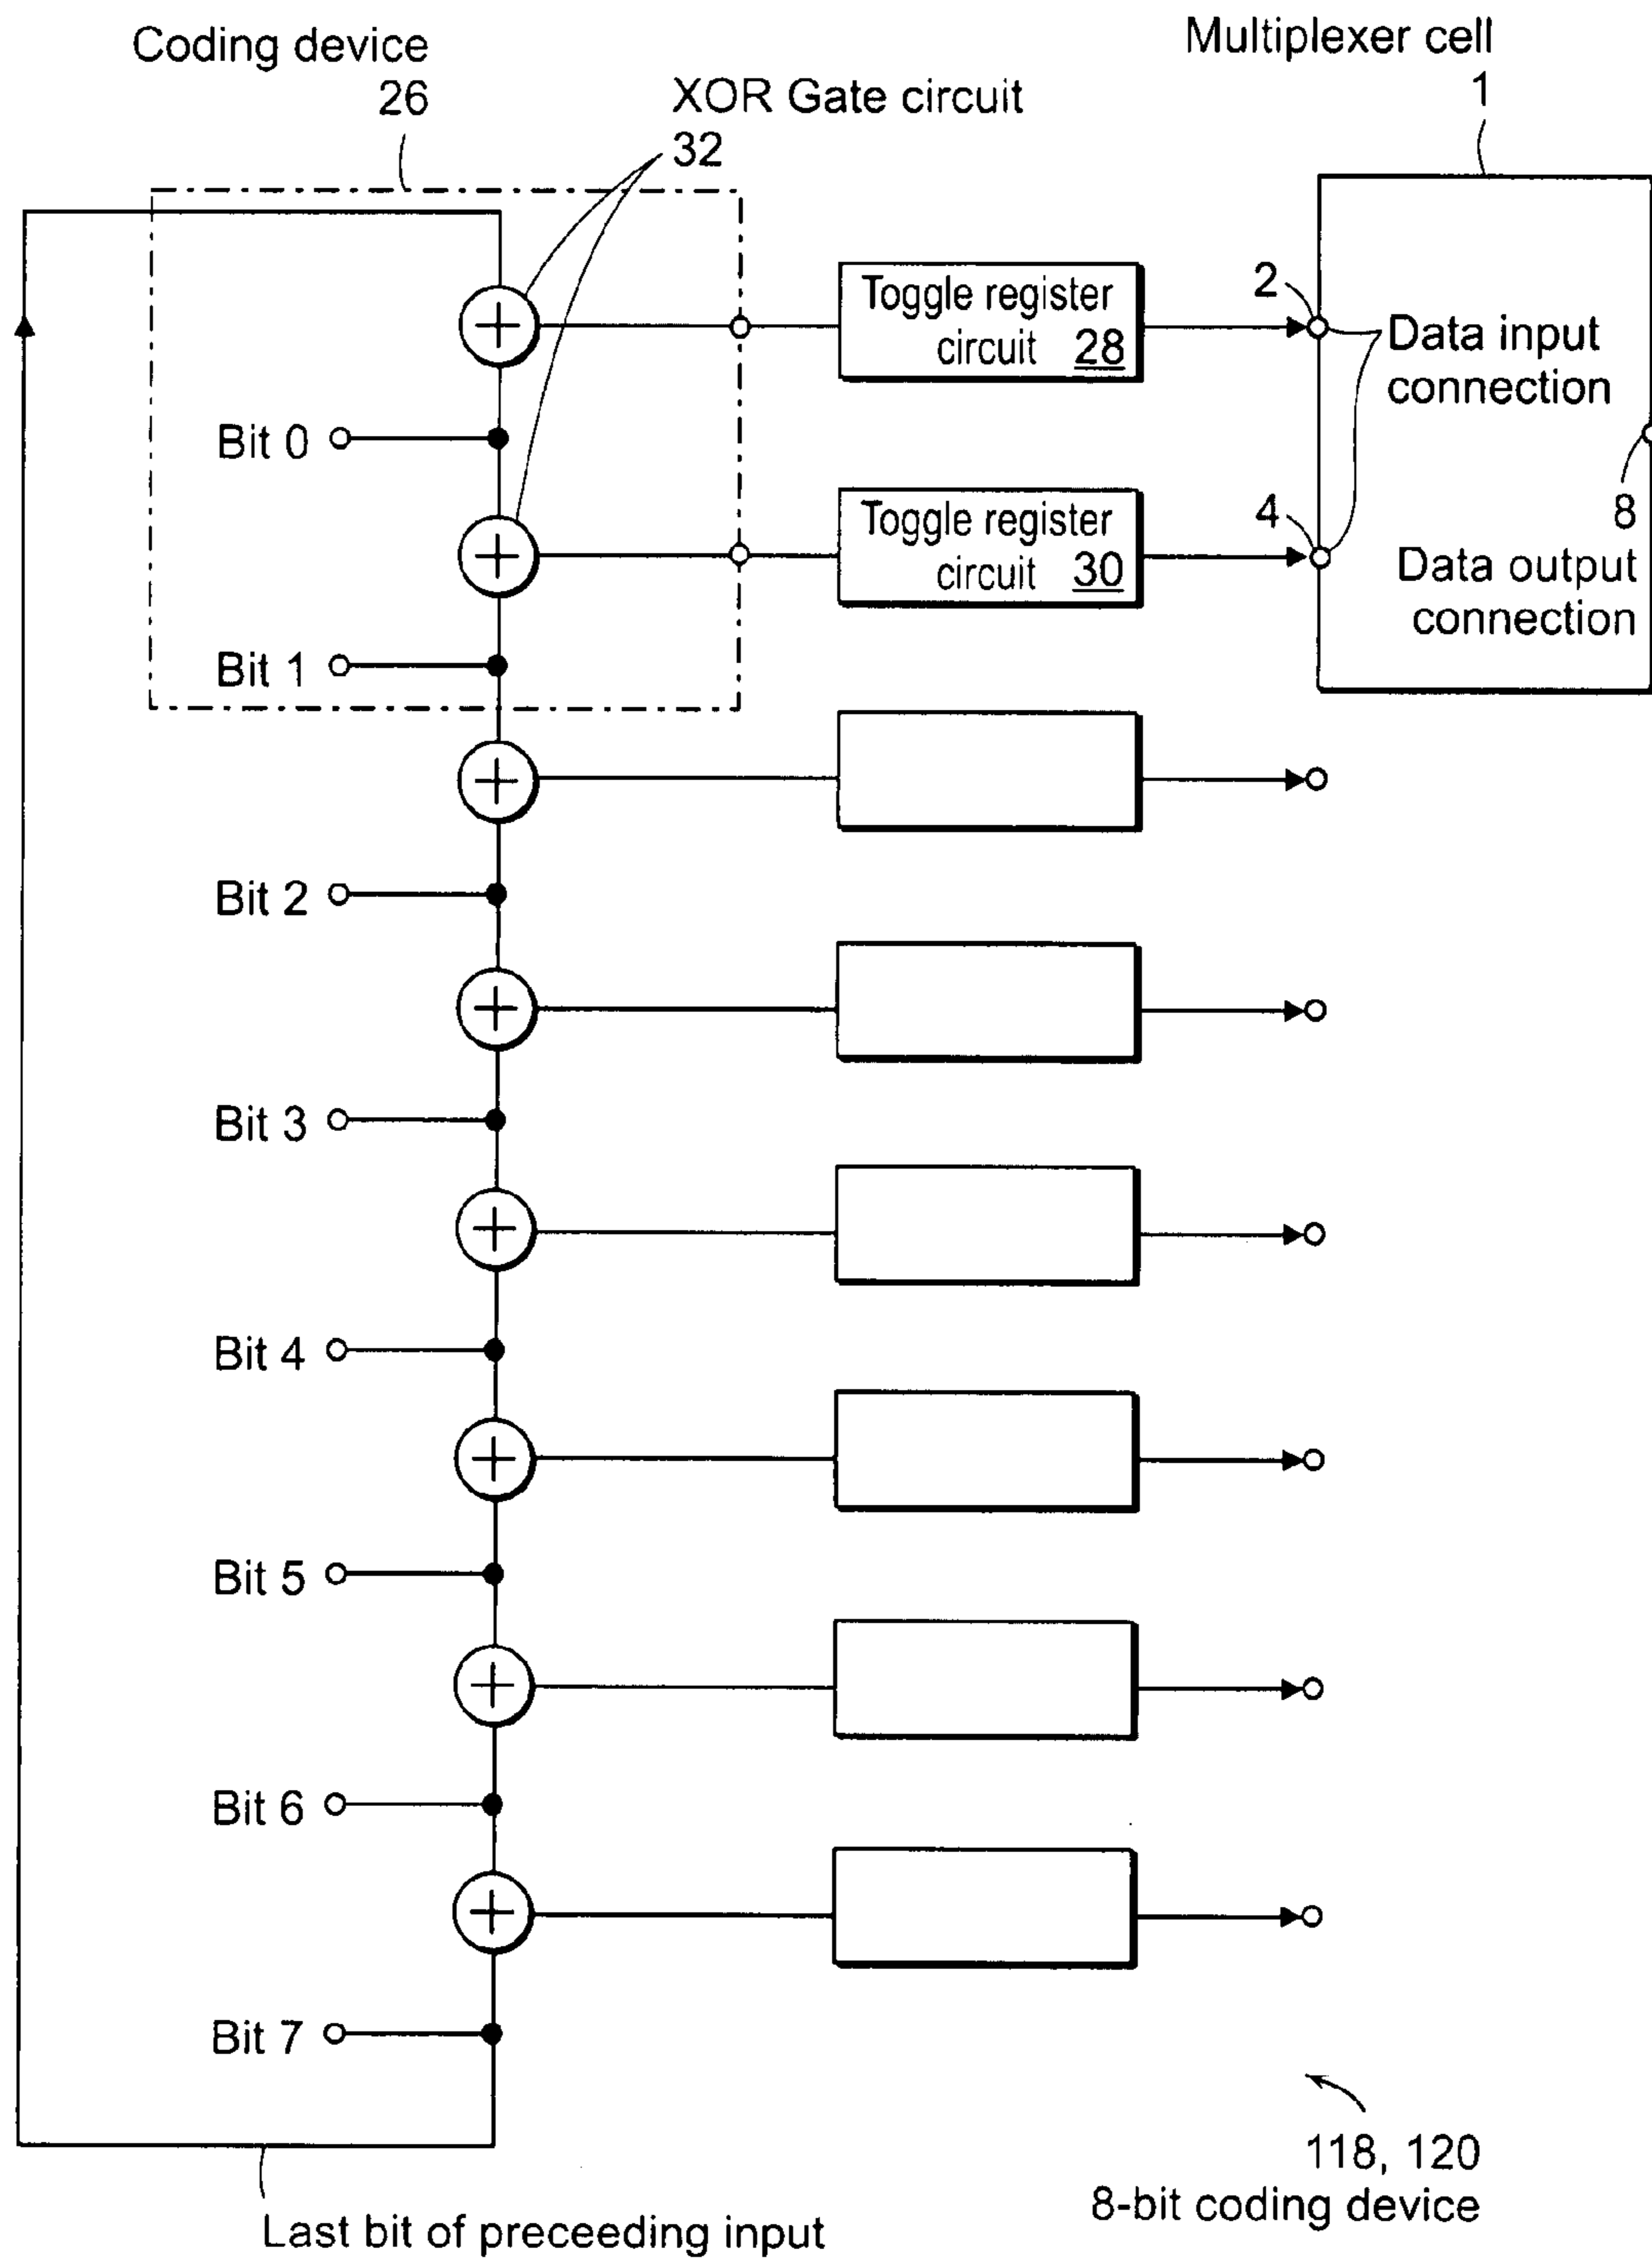 Coding device
26
XOR Gate circuit
32
Multiplexer cell
1
Toggle register
circuit 28
2
Data input
connection
Bit 0
8
Toggle register
circuit 30
4
Data output
connection
Bit 1
Bit 2
Bit 3
Bit 4
Bit 5
Bit 6
Bit 7
118, 120
8-bit coding device
Last bit of preceeding input